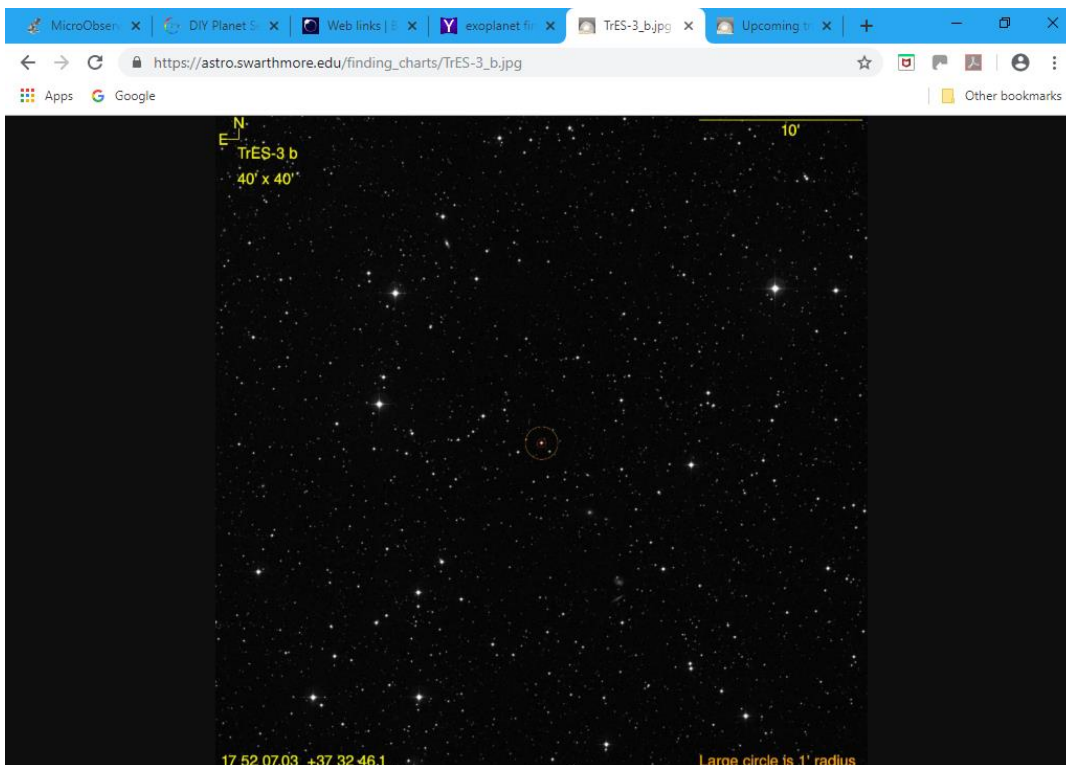 MicroObser
DIY Planet S
Web links | E
exoplanet fin
TrES-3_b.jpg
Upcoming tr
https://astro.swarthmore.edu/finding_charts/TrES-3_b.jpg
Apps
Google
Other bookmarks
N
E
10'
TrES-3 b
40' x 40'
17 52 07.03 +37 32 46.1
Large circle is 1' radius